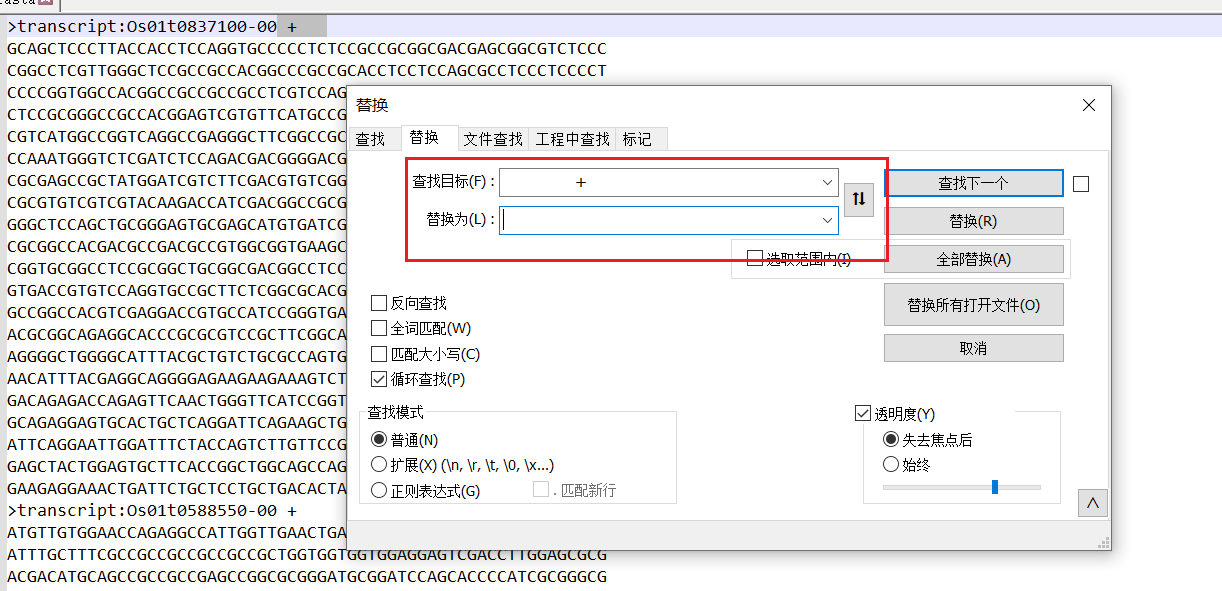 >transcript:Os01t0837100-00 +
GCAGCTCCCTTACCACCTCCAGGTGCCCCCTCTCCGCCGCGGCGACGAGCGGCGTCTCCC
CGGCCTCGTTGGGCTCCGCCGCCACGGCCCGCCGCACCTCCTCCAGCGCCTCCCTCCCCT
CCCCGGTGGCCACGGCCGCCGCCGCCTCGTCCAG
CTCCGCGGGCCGCCACGGAGTCGTGTTCATGCCG
CGTCATGGCCGGTCAGGCCGAGGGCTTCGGCCGC
CCAAATGGGTCTCGATCTCCAGACGACGGGGACG
CGCGAGCCGCTATGGATCGTCTTCGACGTGTCGG
CGCGTGTCGTCGTACAAGACCATCGACGGCCGCG
GGGCTCCAGCTGCGGGAGTGCGAGCATGTGATCG
CGCGGCCACGACGCCGACGCCGTGGCGGTGAAGC
CGGTGCGGCCTCCGCGGCTGCGGCGACGGCCTCC
GTGACCGTGTCCAGGTGCCGCTTCTCGGCGCACG
GCCGGCCACGTCGAGGACCGTGCCATCCGGGTGA
ACGCGGCAGAGGCACCCGCGCGTCCGCTTCGGCA
AGGGGCTGGGGCATTTACGCTGTCTGCGCCAGTG
AACATTTACGAGGCAGGGGAGAAGAAGAAAGTCT
GACAGAGACCAGAGTTCAACTGGGTTCATCCGGT
GCAGAGGAGTGCACTGCTCAGGATTCAGAAGCTG
ATTCAGGAATTGGATTTCTACCAGTCTTGTTCCG
GAGCTACTGGAGTGCTTCACCGGCTGGCAGCCAG
GAAGAGGAAACTGATTCTGCTCCTGCTGACACTA
>transcript:Os01t0588550-00 +
ATGTTGTGGAACCAGAGGCCATTGGTTGAACTGA
ATTTGCTTTCGCCGCCGCCGCCGCCGCTGGTGGTGGTGGAGGAGTCGACCTTGGAGCGCG
ACGACATGCAGCCGCCGCCGAGCCGGCGCGGGATGCGGATCCAGCACCCCATCGCGGGCG
替换
查找 替换 文件查找 工程中查找 标记
查找目标(F) : + 查找下一个
替换为(L) : 替换(R)
选取范围内(I) 全部替换(A)
替换所有打开文件(O)
取消
反向查找
全词匹配(W)
匹配大小写(C)
循环查找(P)
查找模式
普通(N)
扩展(X) (\n, \r, \t, \0, \x...)
正则表达式(G) . 匹配新行
透明度(Y)
失去焦点后
始终